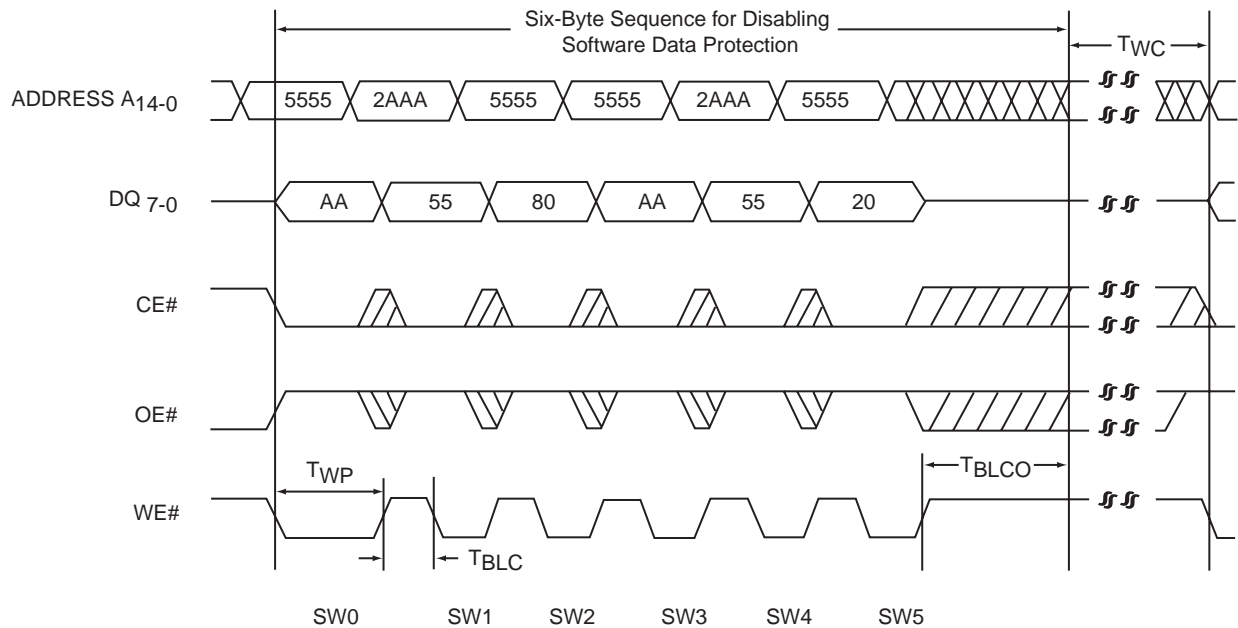 Six-Byte Sequence for Disabling
Software Data Protection
TWC
ADDRESS A14-0
5555 2AAA 5555 5555 2AAA 5555
DQ 7-0
AA 55 80 AA 55 20
CE#
OE#
TWP
TBLCO
WE#
TBLC
SW0 SW1 SW2 SW3 SW4 SW5